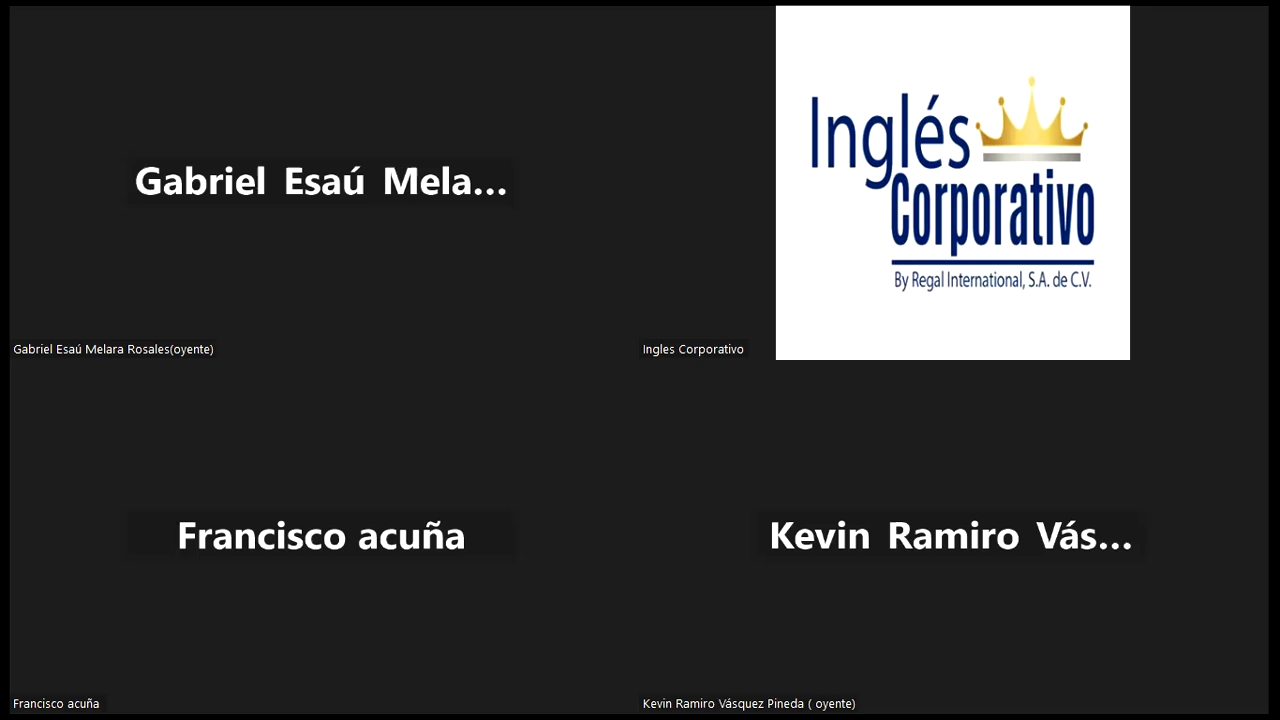 Gabriel Esaú Mela...
Gabriel Esaú Melara Rosales(oyente)
Inglés
Corporativo
By Regal International, S.A. de C.V.
Ingles Corporativo
Francisco acuña
Francisco acuña
Kevin Ramiro Vás...
Kevin Ramiro Vásquez Pineda ( oyente)